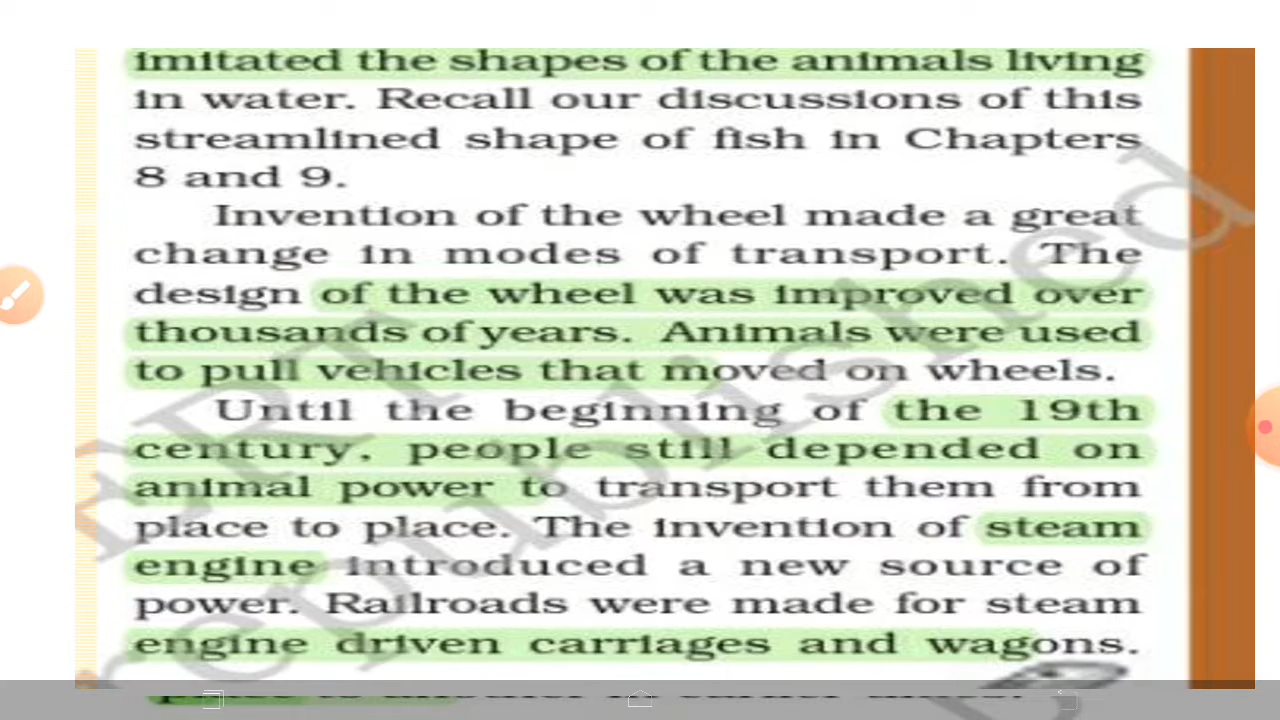 imitated the shapes of the animals living
in water. Recall our discussions of this
streamlined shape of fish in Chapters
8 and 9.
Invention of the wheel made a great
change in modes of transport. The
design of the wheel was improved over
thousands of years. Animals were used
to pull vehicles that moved on wheels.
Until the beginning of the 19th
century, people still depended on
animal power to transport them from
place to place. The invention of steam
engine introduced a new source of
power. Railroads were made for steam
engine driven carriages and wagons.